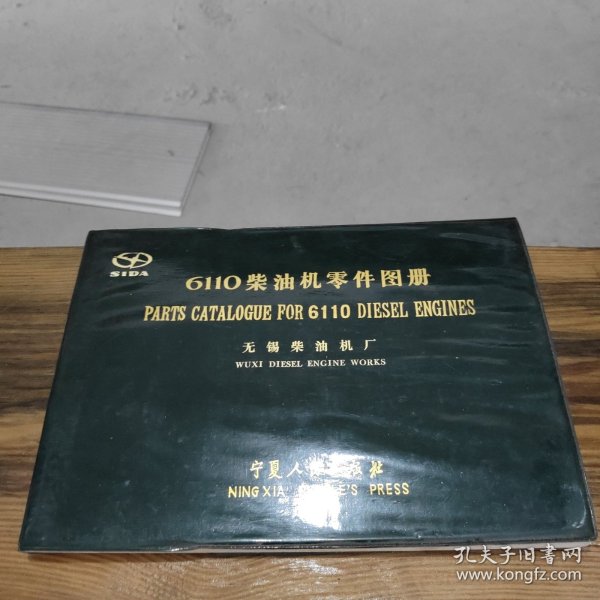 SIDA
6110柴油机零件图册
PARTS CATALOGUE FOR 6110 DIESEL ENGINES
无锡柴油机厂
WUXI DIESEL ENGINE WORKS
宁夏人 社
NINGXIA 'S PRESS
孔夫子旧书网
www.kongfz.com